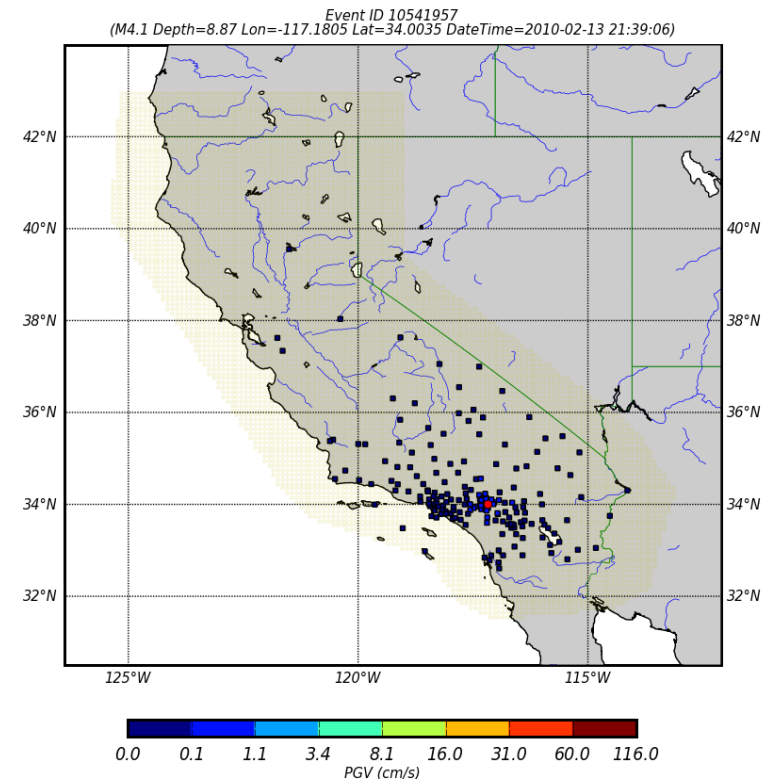 Event ID 10541957
(M4.1 Depth=8.87 Lon=-117.1805 Lat=34.0035 DateTime=2010-02-13 21:39:06)
42°N 42°N
40°N 40°N
38°N 38°N
36°N 36°N
34°N 34°N
32°N 32°N
125°W 120°W 115°W
0.0 0.1 1.1 3.4 8.1 16.0 31.0 60.0 116.0
PGV (cm/s)